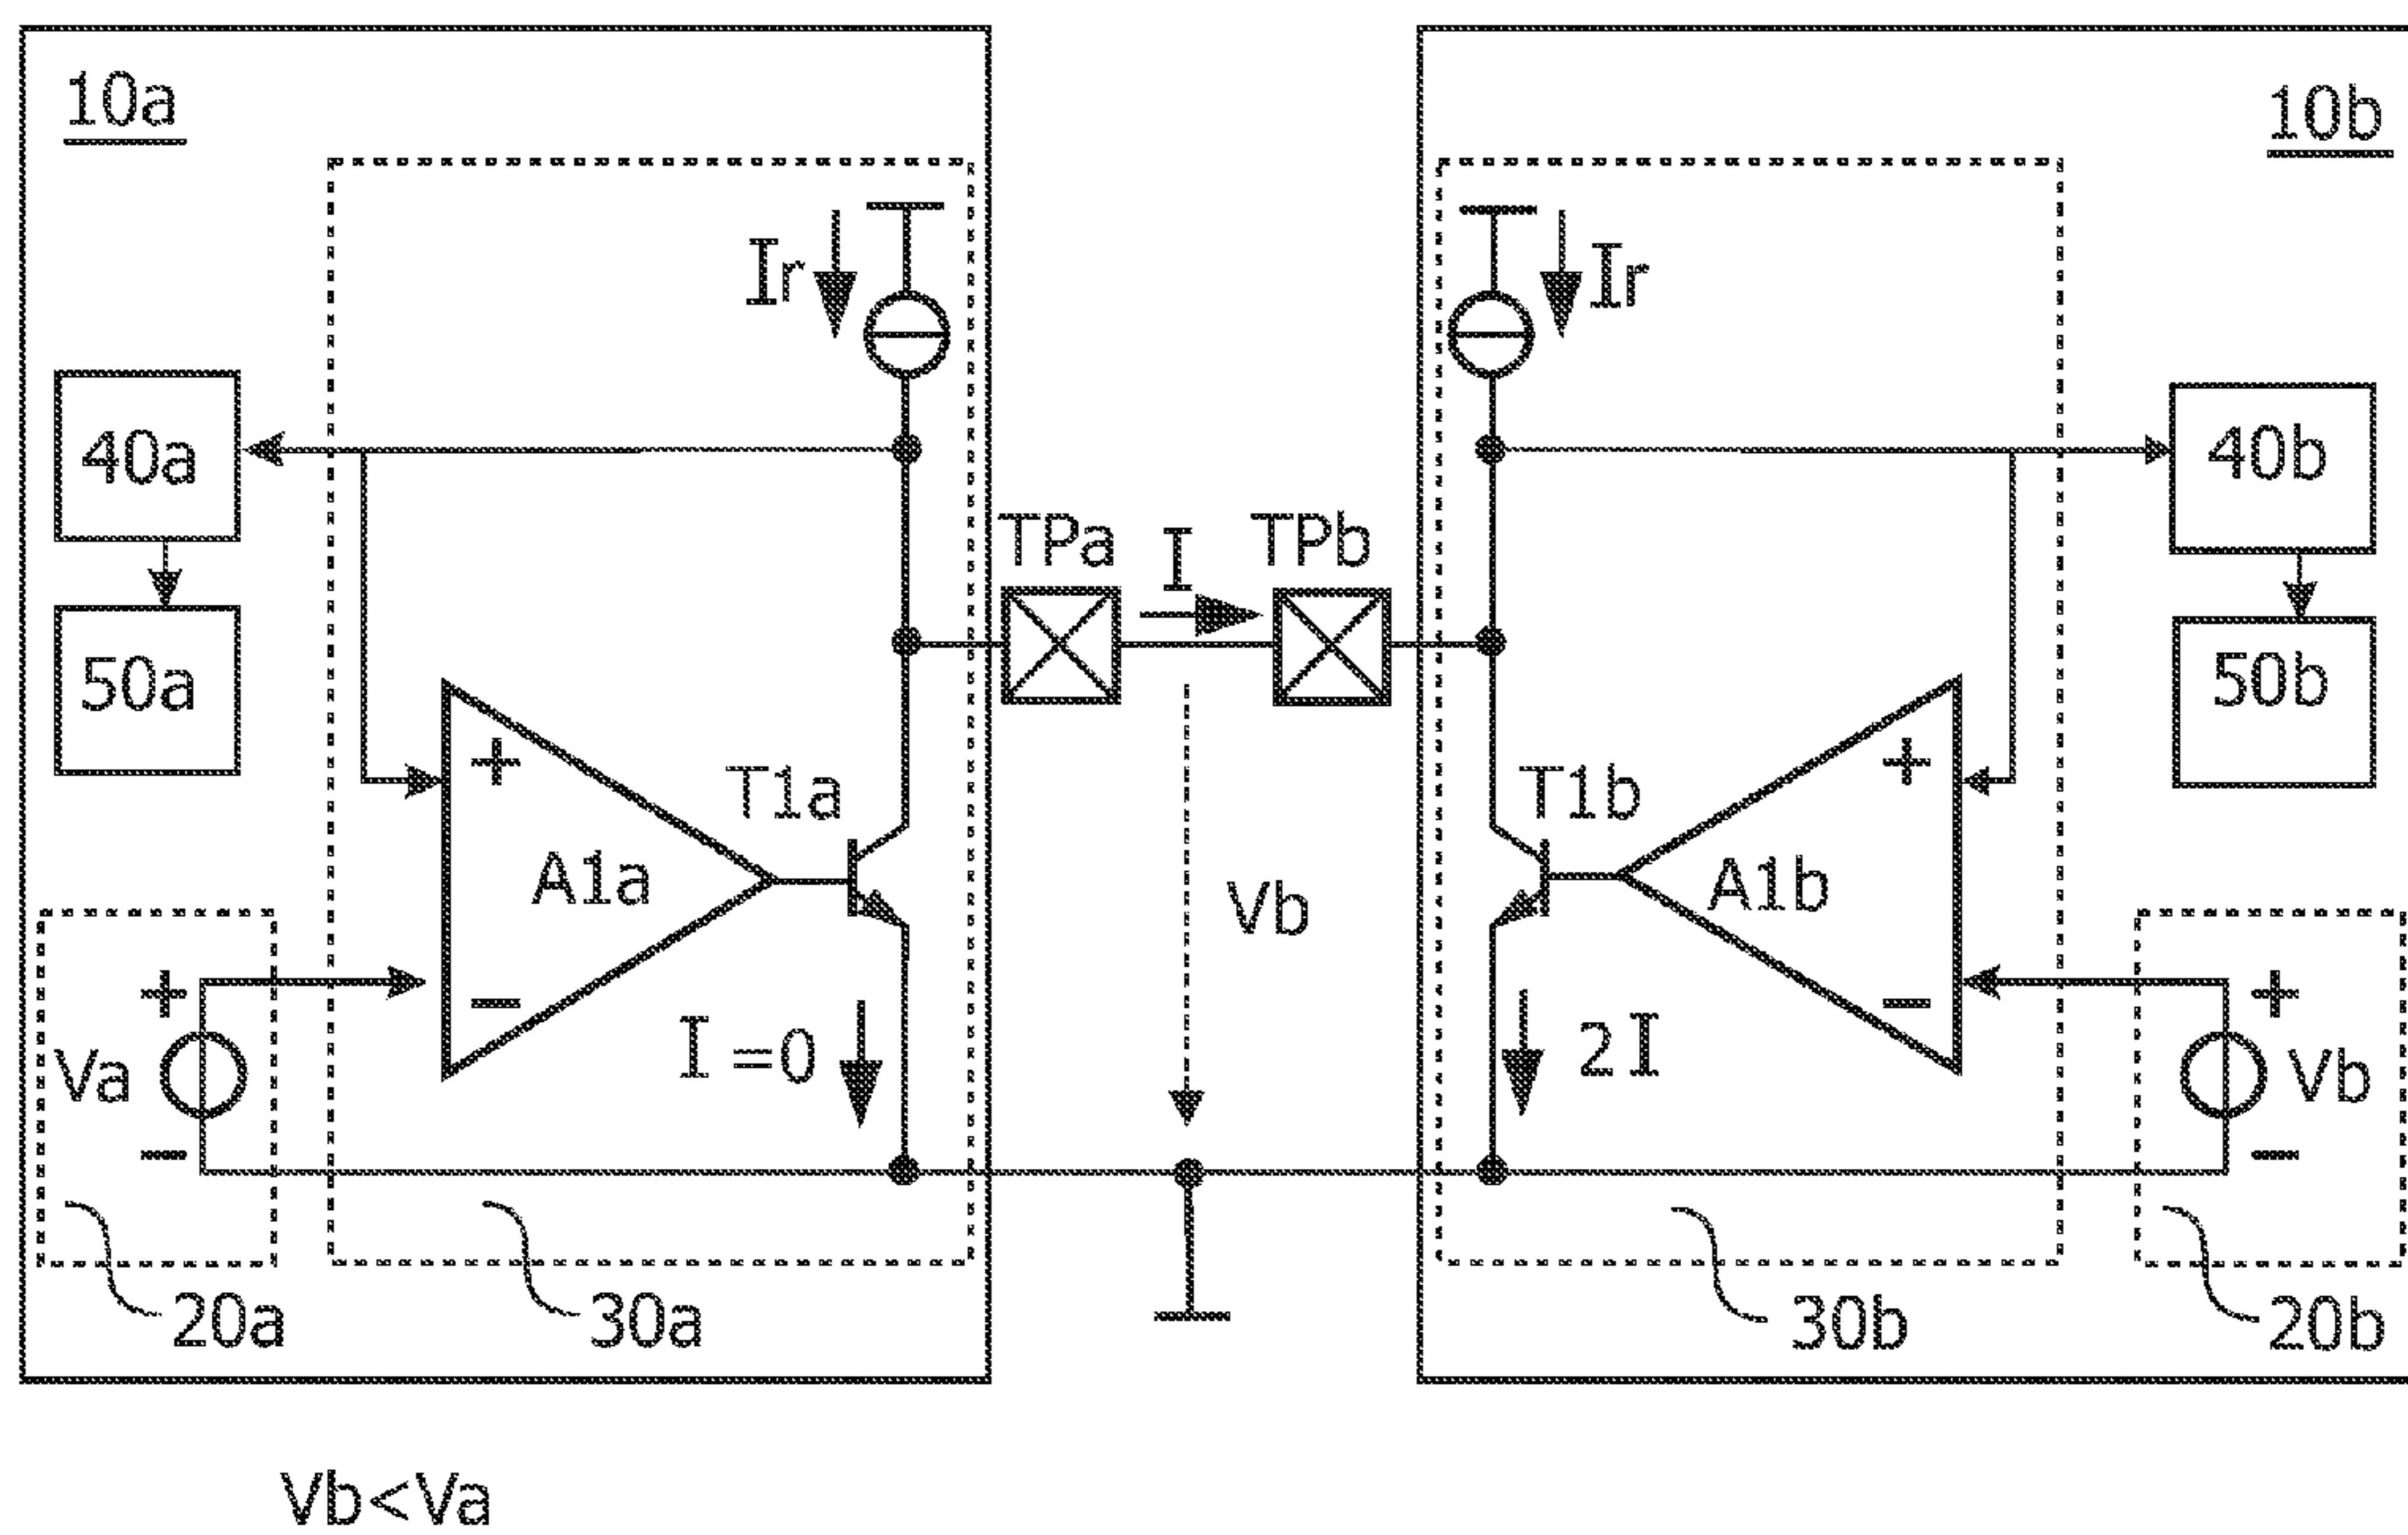 10a
10b
Ir
Ir
40a
40b
TPa
I
TPb
50a
50b
+
+
T1a
T1b
A1a
A1b
Vb
+
−
−
+
Va
I=0
2I
Vb
−
−
20a
30a
30b
20b
Vb<Va